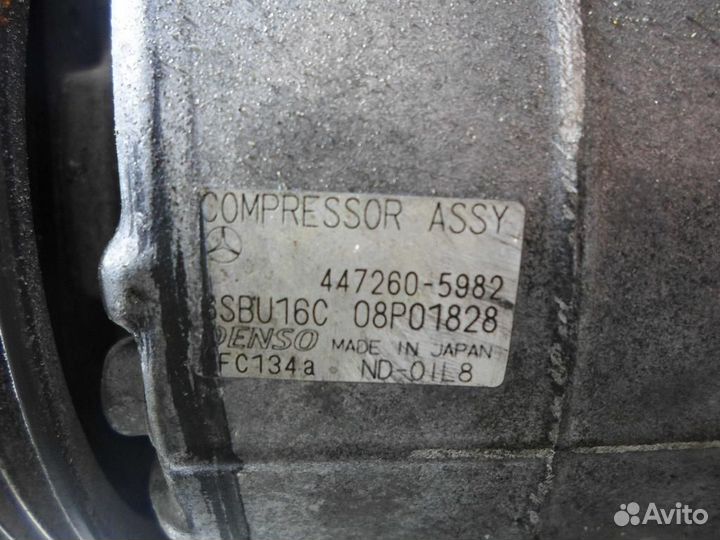 COMPRESSOR ASSY
447260-5982
SBU16C 08P01828
DENSO MADE IN JAPAN
FC134a ND-OIL8
Avito